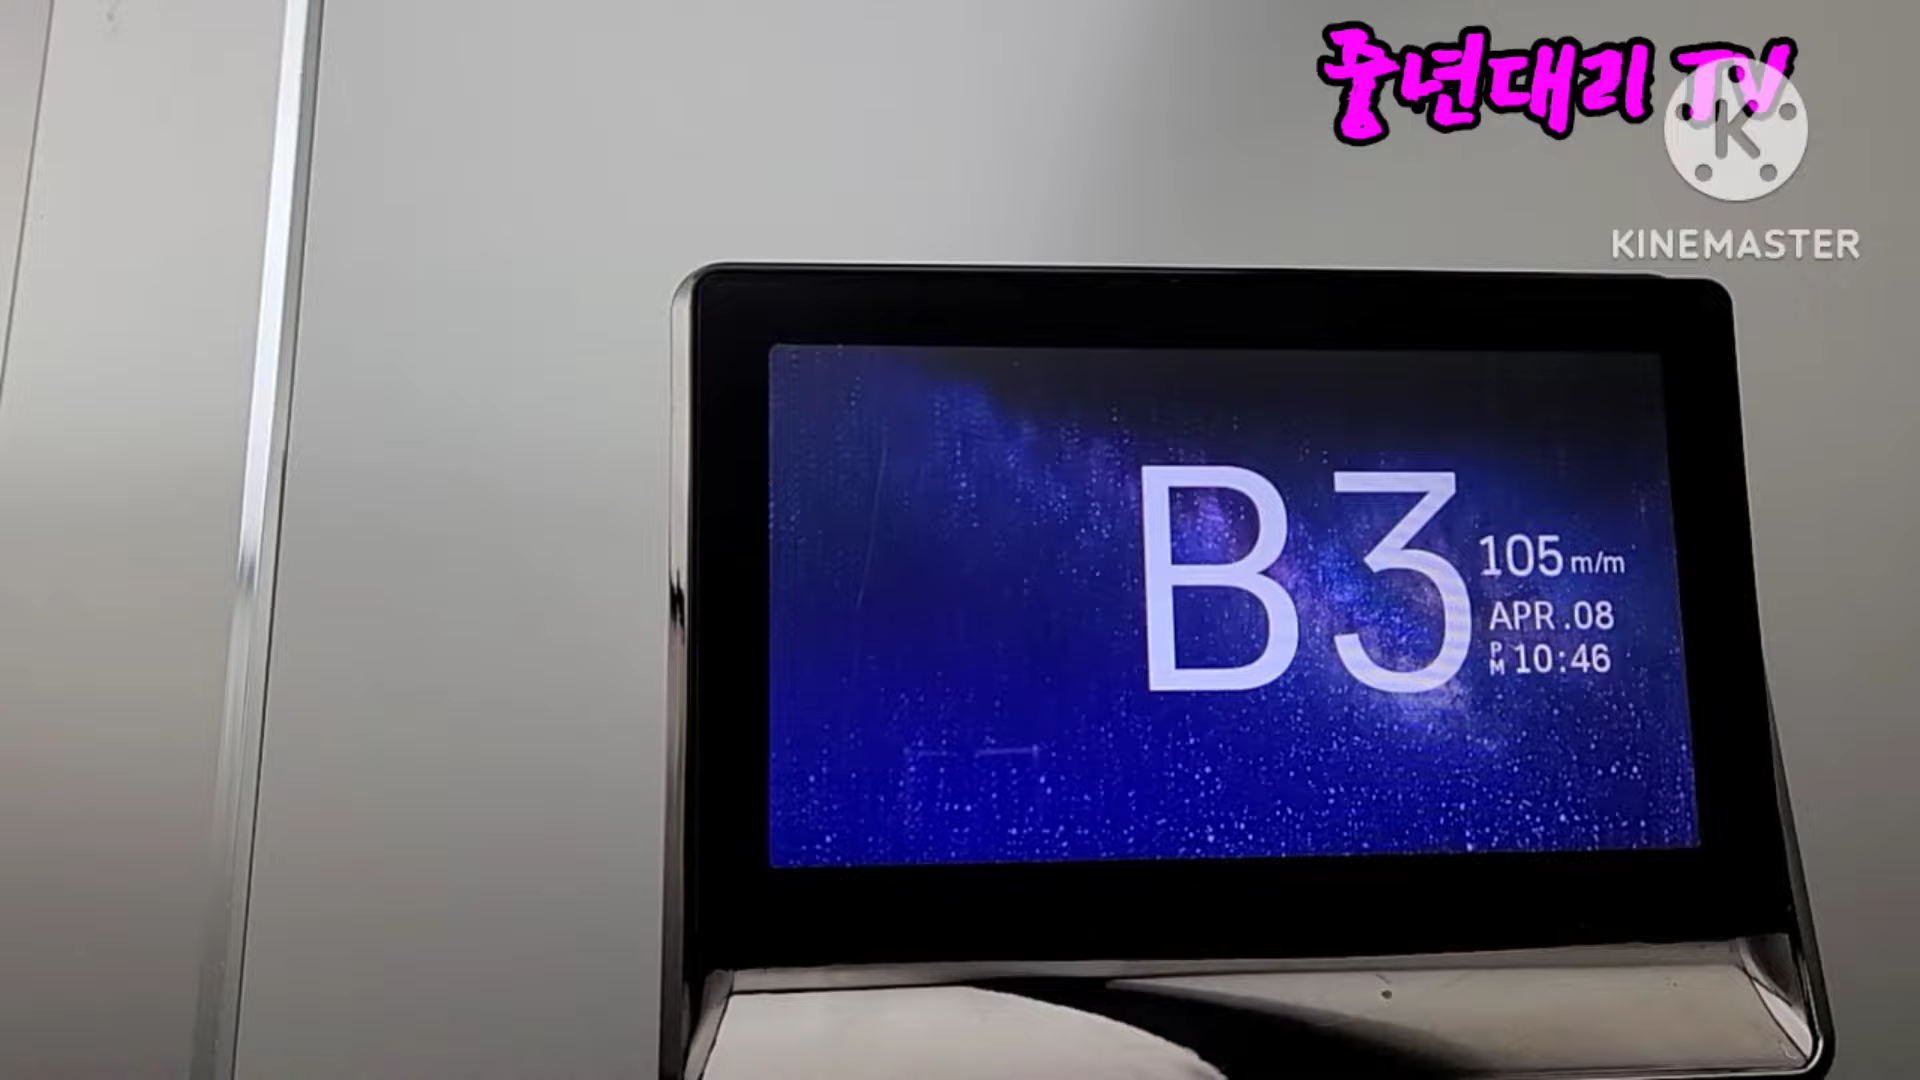 중년대리 TV
K
KINEMASTER
B3
105 m/m
APR.08
PM 10:46